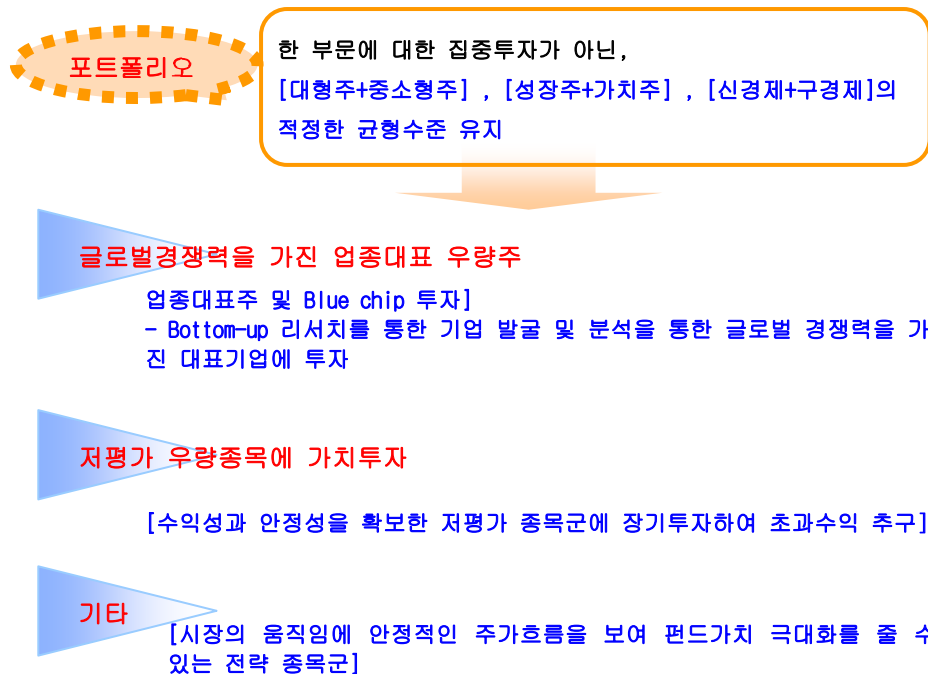 포트폴리오
한 부문에 대한 집중투자가 아닌,
[대형주+중소형주] , [성장주+가치주] , [신경제+구경제]의
적정한 균형수준 유지
글로벌경쟁력을 가진 업종대표 우량주
업종대표주 및 Blue chip 투자]
- Bottom-up 리서치를 통한 기업 발굴 및 분석을 통한 글로벌 경쟁력을 가
진 대표기업에 투자
저평가 우량종목에 가치투자
[수익성과 안정성을 확보한 저평가 종목군에 장기투자하여 초과수익 추구]
기타
[시장의 움직임에 안정적인 주가흐름을 보여 펀드가치 극대화를 줄 수
있는 전략 종목군]